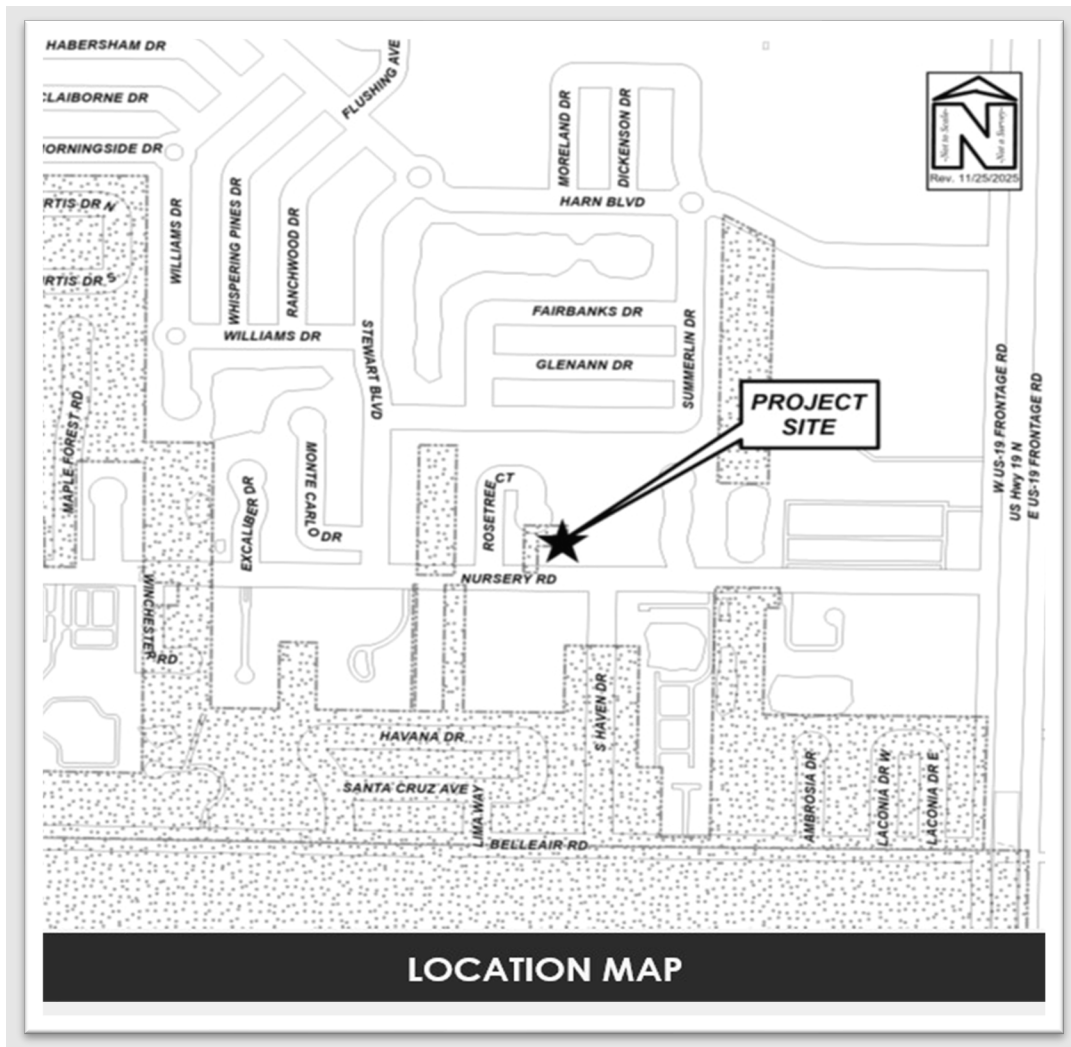 HABERSHAM DR
CLAIBORNE DR
MORNINGSIDE DR
RTIS DR N
RTIS DR S
WILLIAMS DR
WHISPERING PINES DR
RANCHWOOD DR
FLUSHING AVE
MORELAND DR
DICKENSON DR
HARN BLVD
-Not to Scale-
N
-Not a Survey-
Rev. 11/25/2025
WILLIAMS DR
STEWART BLVD
FAIRBANKS DR
GLENANN DR
SUMMERLIN DR
PROJECT
SITE
W US-19 FRONTAGE RD
US Hwy 19 N
E US-19 FRONTAGE RD
MAPLE FOREST RD
EXCALIBER DR
MONTE CARLO DR
ROSETREE CT
NURSERY RD
WINCHESTER RD
S HAVEN DR
HAVANA DR
SANTA CRUZ AVE
LIMA WAY
BELLEAIR RD
AMBROSIA DR
LACONIA DR W
LACONIA DR E
LOCATION MAP